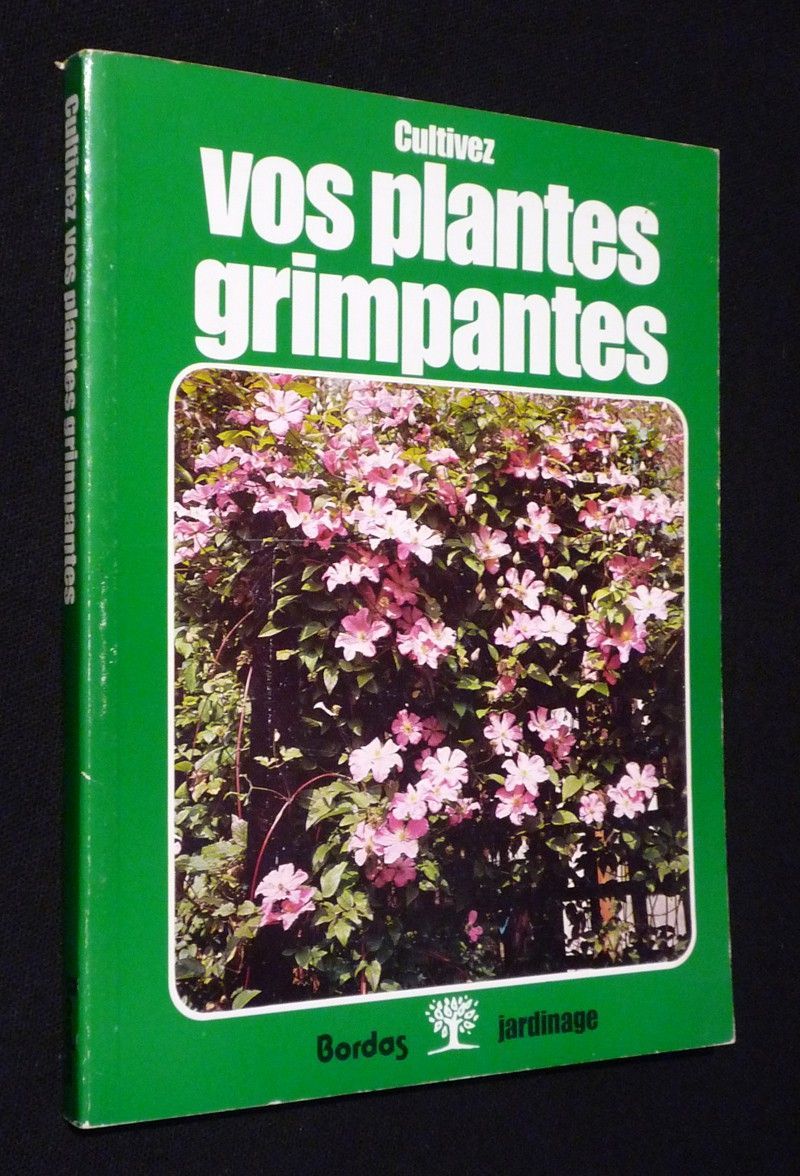 Cultivez vos plantes grimpantes
Cultivez
vos plantes
grimpantes
Bordas jardinage